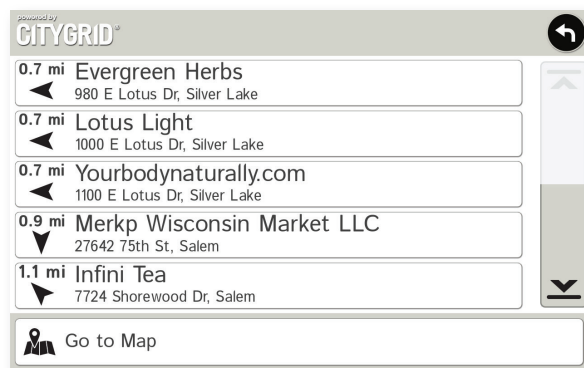 powered by
CITYGRID®
0.7 mi Evergreen Herbs
980 E Lotus Dr, Silver Lake
0.7 mi Lotus Light
1000 E Lotus Dr, Silver Lake
0.7 mi Yourbodynaturally.com
1100 E Lotus Dr, Silver Lake
0.9 mi Merkp Wisconsin Market LLC
27642 75th St, Salem
1.1 mi Infini Tea
7724 Shorewood Dr, Salem
Go to Map